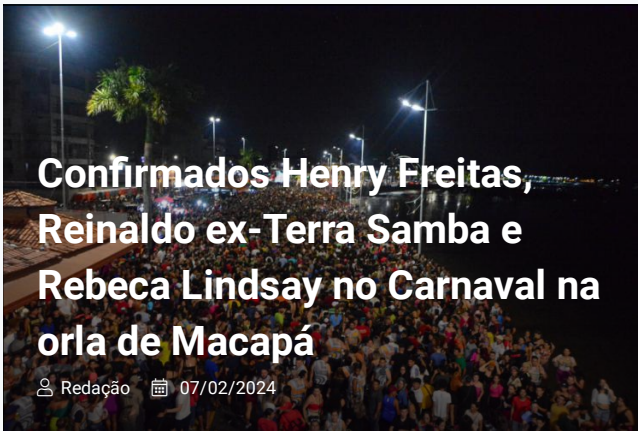 Confirmados Henry Freitas,
Reinaldo ex-Terra Samba e
Rebeca Lindsay no Carnaval na
orla de Macapá
Redação 07/02/2024